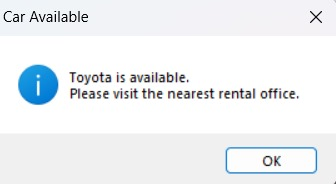 Car Available
Toyota is available.
Please visit the nearest rental office.
OK